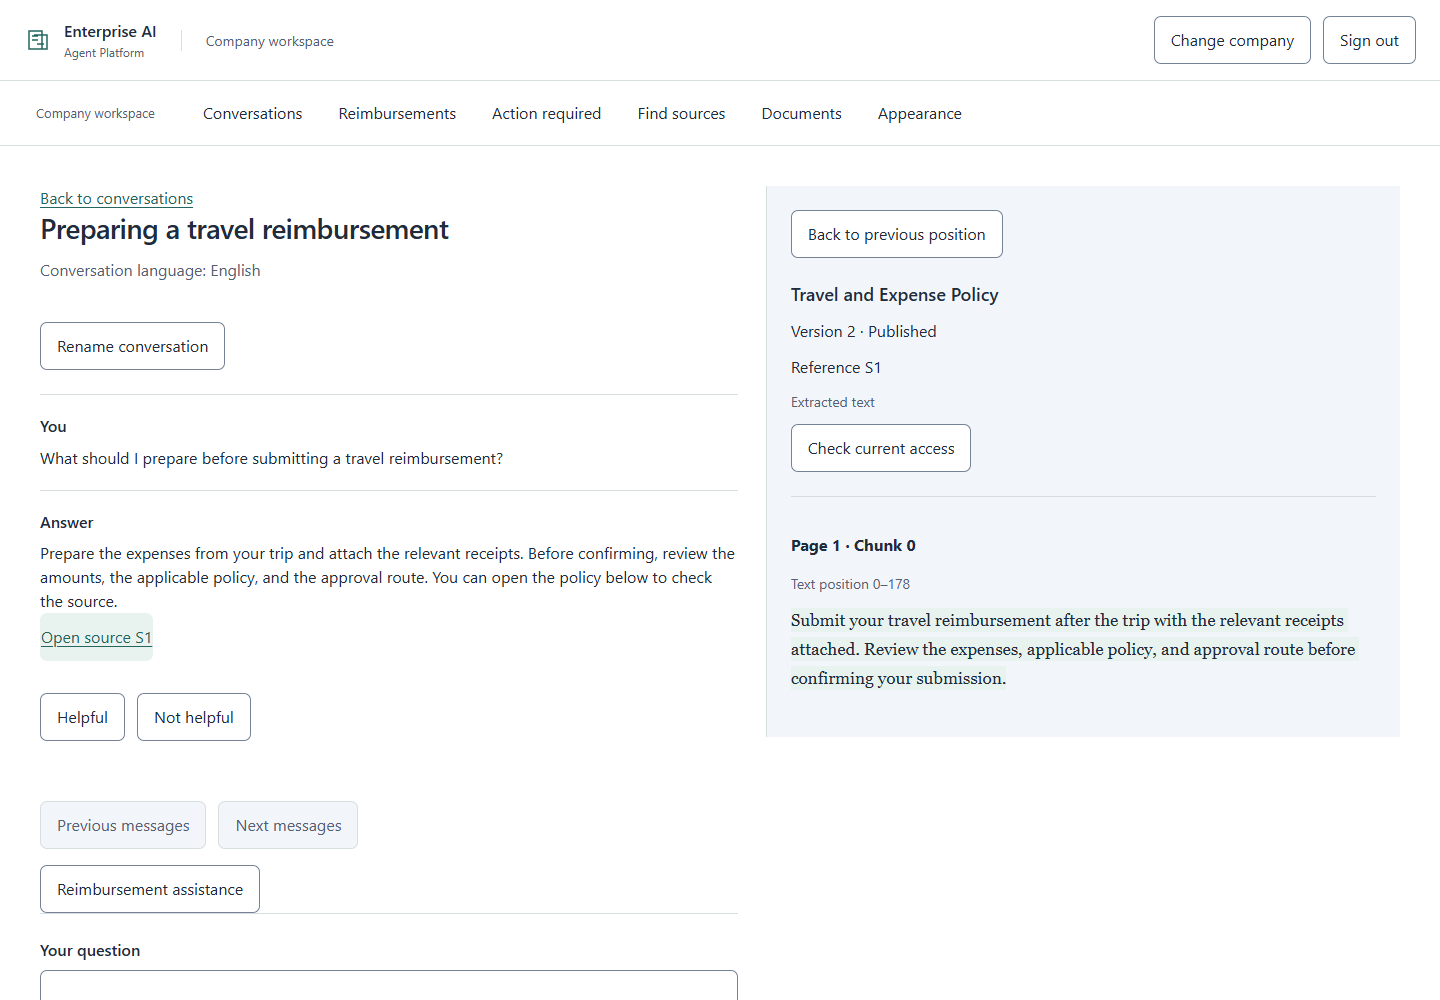 Enterprise AI
Agent Platform
Company workspace
Change company
Sign out
Company workspace
Conversations
Reimbursements
Action required
Find sources
Documents
Appearance
Back to conversations
Preparing a travel reimbursement
Conversation language: English
Rename conversation
You
What should I prepare before submitting a travel reimbursement?
Answer
Prepare the expenses from your trip and attach the relevant receipts. Before confirming, review the
amounts, the applicable policy, and the approval route. You can open the policy below to check
the source.
Open source S1
Helpful
Not helpful
Previous messages
Next messages
Reimbursement assistance
Your question
Back to previous position
Travel and Expense Policy
Version 2 · Published
Reference S1
Extracted text
Check current access
Page 1 · Chunk 0
Text position 0–178
Submit your travel reimbursement after the trip with the relevant receipts
attached. Review the expenses, applicable policy, and approval route before
confirming your submission.